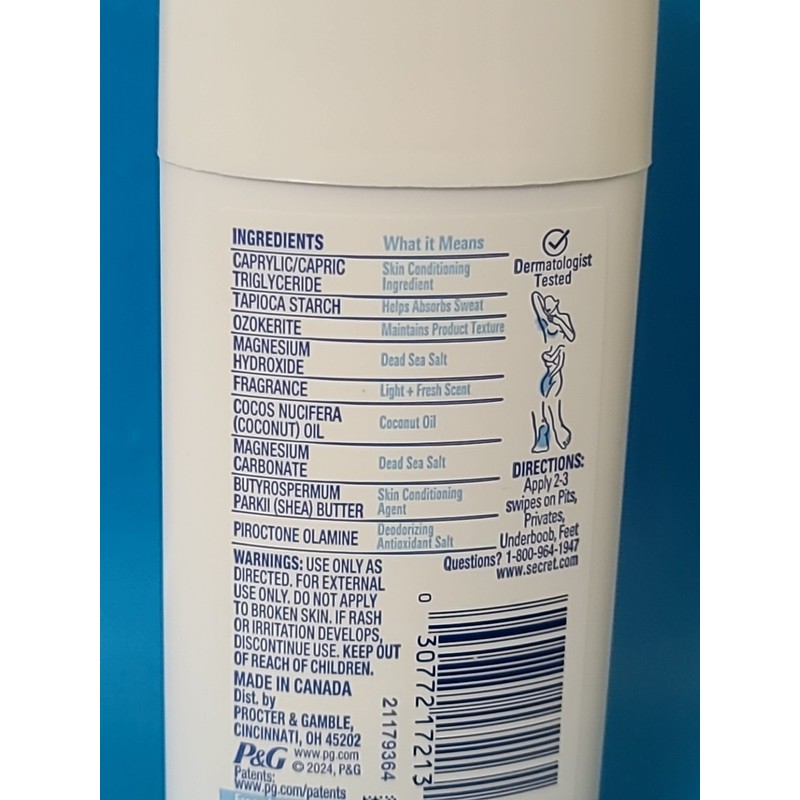 INGREDIENTS What it Means
CAPRYLIC/CAPRIC TRIGLYCERIDE Skin Conditioning Ingredient
TAPIOCA STARCH Helps Absorbs Sweat
OZOKERITE Maintains Product Texture
MAGNESIUM HYDROXIDE Dead Sea Salt
FRAGRANCE Light + Fresh Scent
COCOS NUCIFERA (COCONUT) OIL Coconut Oil
MAGNESIUM CARBONATE Dead Sea Salt
BUTYROSPERMUM PARKII (SHEA) BUTTER Skin Conditioning Agent
PIROCTONE OLAMINE Deodorizing Antioxidant Salt
Dermatologist
Tested
DIRECTIONS:
Apply 2-3
swipes on Pits,
Privates,
Underboob, Feet
Questions? 1-800-964-1947
www.secret.com
WARNINGS: USE ONLY AS
DIRECTED. FOR EXTERNAL
USE ONLY. DO NOT APPLY
TO BROKEN SKIN. IF RASH
OR IRRITATION DEVELOPS,
DISCONTINUE USE. KEEP OUT
OF REACH OF CHILDREN.
MADE IN CANADA
Dist. by
PROCTER & GAMBLE,
CINCINNATI, OH 45202
P&G www.pg.com
© 2024, P&G
Patents:
www.pg.com/patents
21179364
0 30772 17213